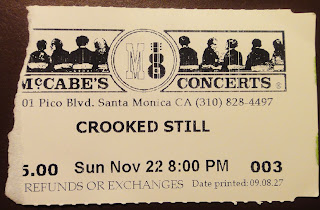 M8
McCABE'S CONCERTS
01 Pico Blvd. Santa Monica CA (310) 828-4497
CROOKED STILL
5.00 Sun Nov 22 8:00 PM 003
REFUNDS OR EXCHANGES Date printed: 09.08.27